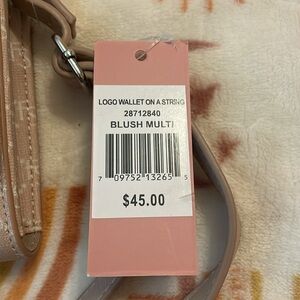 LOGO WALLET ON A STRING
28712840
BLUSH MULTI
7 09752 13265 5
$45.00